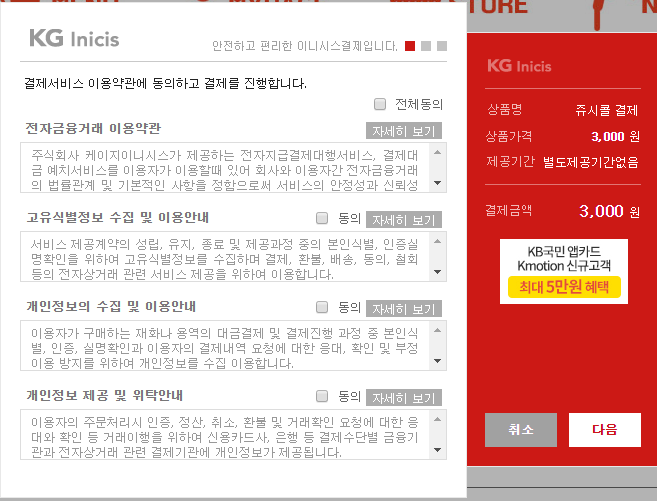 STORE
KG Inicis
안전하고 편리한 이니시스결제입니다.
결제서비스 이용약관에 동의하고 결제를 진행합니다.
전체동의
전자금융거래 이용약관
자세히 보기
주식회사 케이지이니시스가 제공하는 전자지급결제대행서비스, 결제대
금 예치서비스를 이용자가 이용할때 있어 회사와 이용자간 전자금융거래
의 법률관계 및 기본적인 사항을 정함으로써 서비스의 안정성과 신뢰성
고유식별정보 수집 및 이용안내
동의 자세히 보기
서비스 제공계약의 성립, 유지, 종료 및 제공과정 중의 본인식별, 인증실
명확인을 위하여 고유식별정보를 수집하며 결제, 환불, 배송, 동의, 철회
등의 전자상거래 관련 서비스 제공을 위하여 이용합니다.
개인정보의 수집 및 이용안내
동의 자세히 보기
이용자가 구매하는 재화나 용역의 대금결제 및 결제진행 과정 중 본인식
별, 인증, 실명확인과 이용자의 결제내역 요청에 대한 응대, 확인 및 부정
이용 방지를 위하여 개인정보를 수집 이용합니다.
개인정보 제공 및 위탁안내
동의 자세히 보기
이용자의 주문처리시 인증, 정산, 취소, 환불 및 거래확인 요청에 대한 응
대와 확인 등 거래이행을 위하여 신용카드사, 은행 등 결제수단별 금융기
관과 전자상거래 관련 결제기관에 개인정보가 제공됩니다.
KG Inicis
상품명 쥬시콜 결제
상품가격 3,000 원
제공기간 별도제공기간없음
결제금액 3,000 원
KB국민 앱카드
Kmotion 신규고객
최대 5만원 혜택
취소
다음